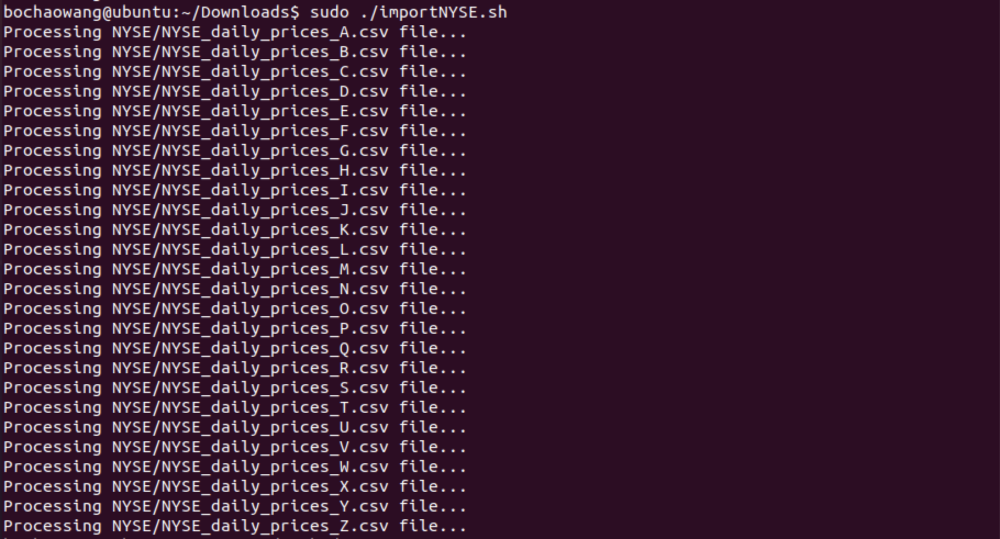 bochaowang@ubuntu:~/Downloads$ sudo ./importNYSE.sh
Processing NYSE/NYSE_daily_prices_A.csv file...
Processing NYSE/NYSE_daily_prices_B.csv file...
Processing NYSE/NYSE_daily_prices_C.csv file...
Processing NYSE/NYSE_daily_prices_D.csv file...
Processing NYSE/NYSE_daily_prices_E.csv file...
Processing NYSE/NYSE_daily_prices_F.csv file...
Processing NYSE/NYSE_daily_prices_G.csv file...
Processing NYSE/NYSE_daily_prices_H.csv file...
Processing NYSE/NYSE_daily_prices_I.csv file...
Processing NYSE/NYSE_daily_prices_J.csv file...
Processing NYSE/NYSE_daily_prices_K.csv file...
Processing NYSE/NYSE_daily_prices_L.csv file...
Processing NYSE/NYSE_daily_prices_M.csv file...
Processing NYSE/NYSE_daily_prices_N.csv file...
Processing NYSE/NYSE_daily_prices_O.csv file...
Processing NYSE/NYSE_daily_prices_P.csv file...
Processing NYSE/NYSE_daily_prices_Q.csv file...
Processing NYSE/NYSE_daily_prices_R.csv file...
Processing NYSE/NYSE_daily_prices_S.csv file...
Processing NYSE/NYSE_daily_prices_T.csv file...
Processing NYSE/NYSE_daily_prices_U.csv file...
Processing NYSE/NYSE_daily_prices_V.csv file...
Processing NYSE/NYSE_daily_prices_W.csv file...
Processing NYSE/NYSE_daily_prices_X.csv file...
Processing NYSE/NYSE_daily_prices_Y.csv file...
Processing NYSE/NYSE_daily_prices_Z.csv file...